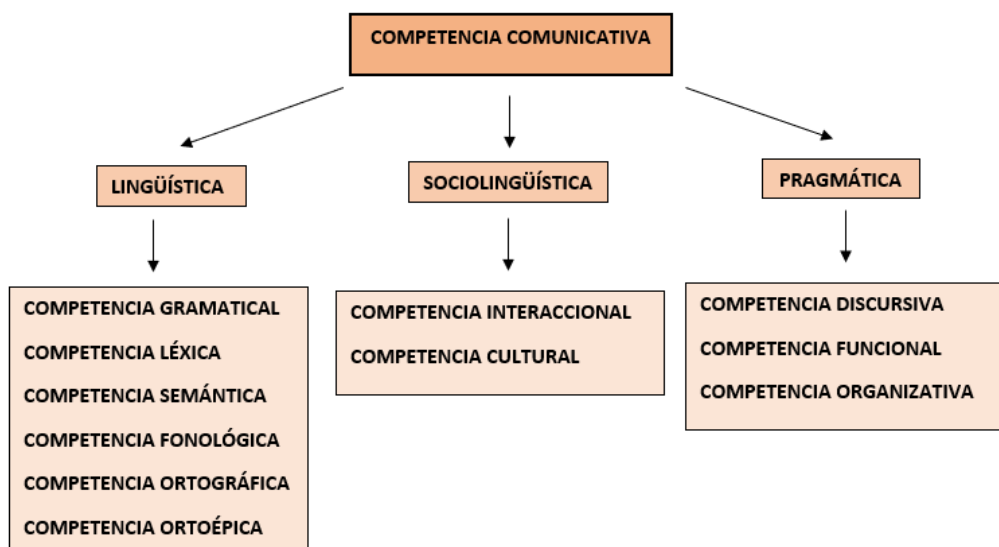 COMPETENCIA COMUNICATIVA
LINGÜÍSTICA
SOCIOLINGÜÍSTICA
PRAGMÁTICA
COMPETENCIA GRAMATICAL
COMPETENCIA LÉXICA
COMPETENCIA SEMÁNTICA
COMPETENCIA FONOLÓGICA
COMPETENCIA ORTOGRÁFICA
COMPETENCIA ORTOÉPICA
COMPETENCIA INTERACCIONAL
COMPETENCIA CULTURAL
COMPETENCIA DISCURSIVA
COMPETENCIA FUNCIONAL
COMPETENCIA ORGANIZATIVA